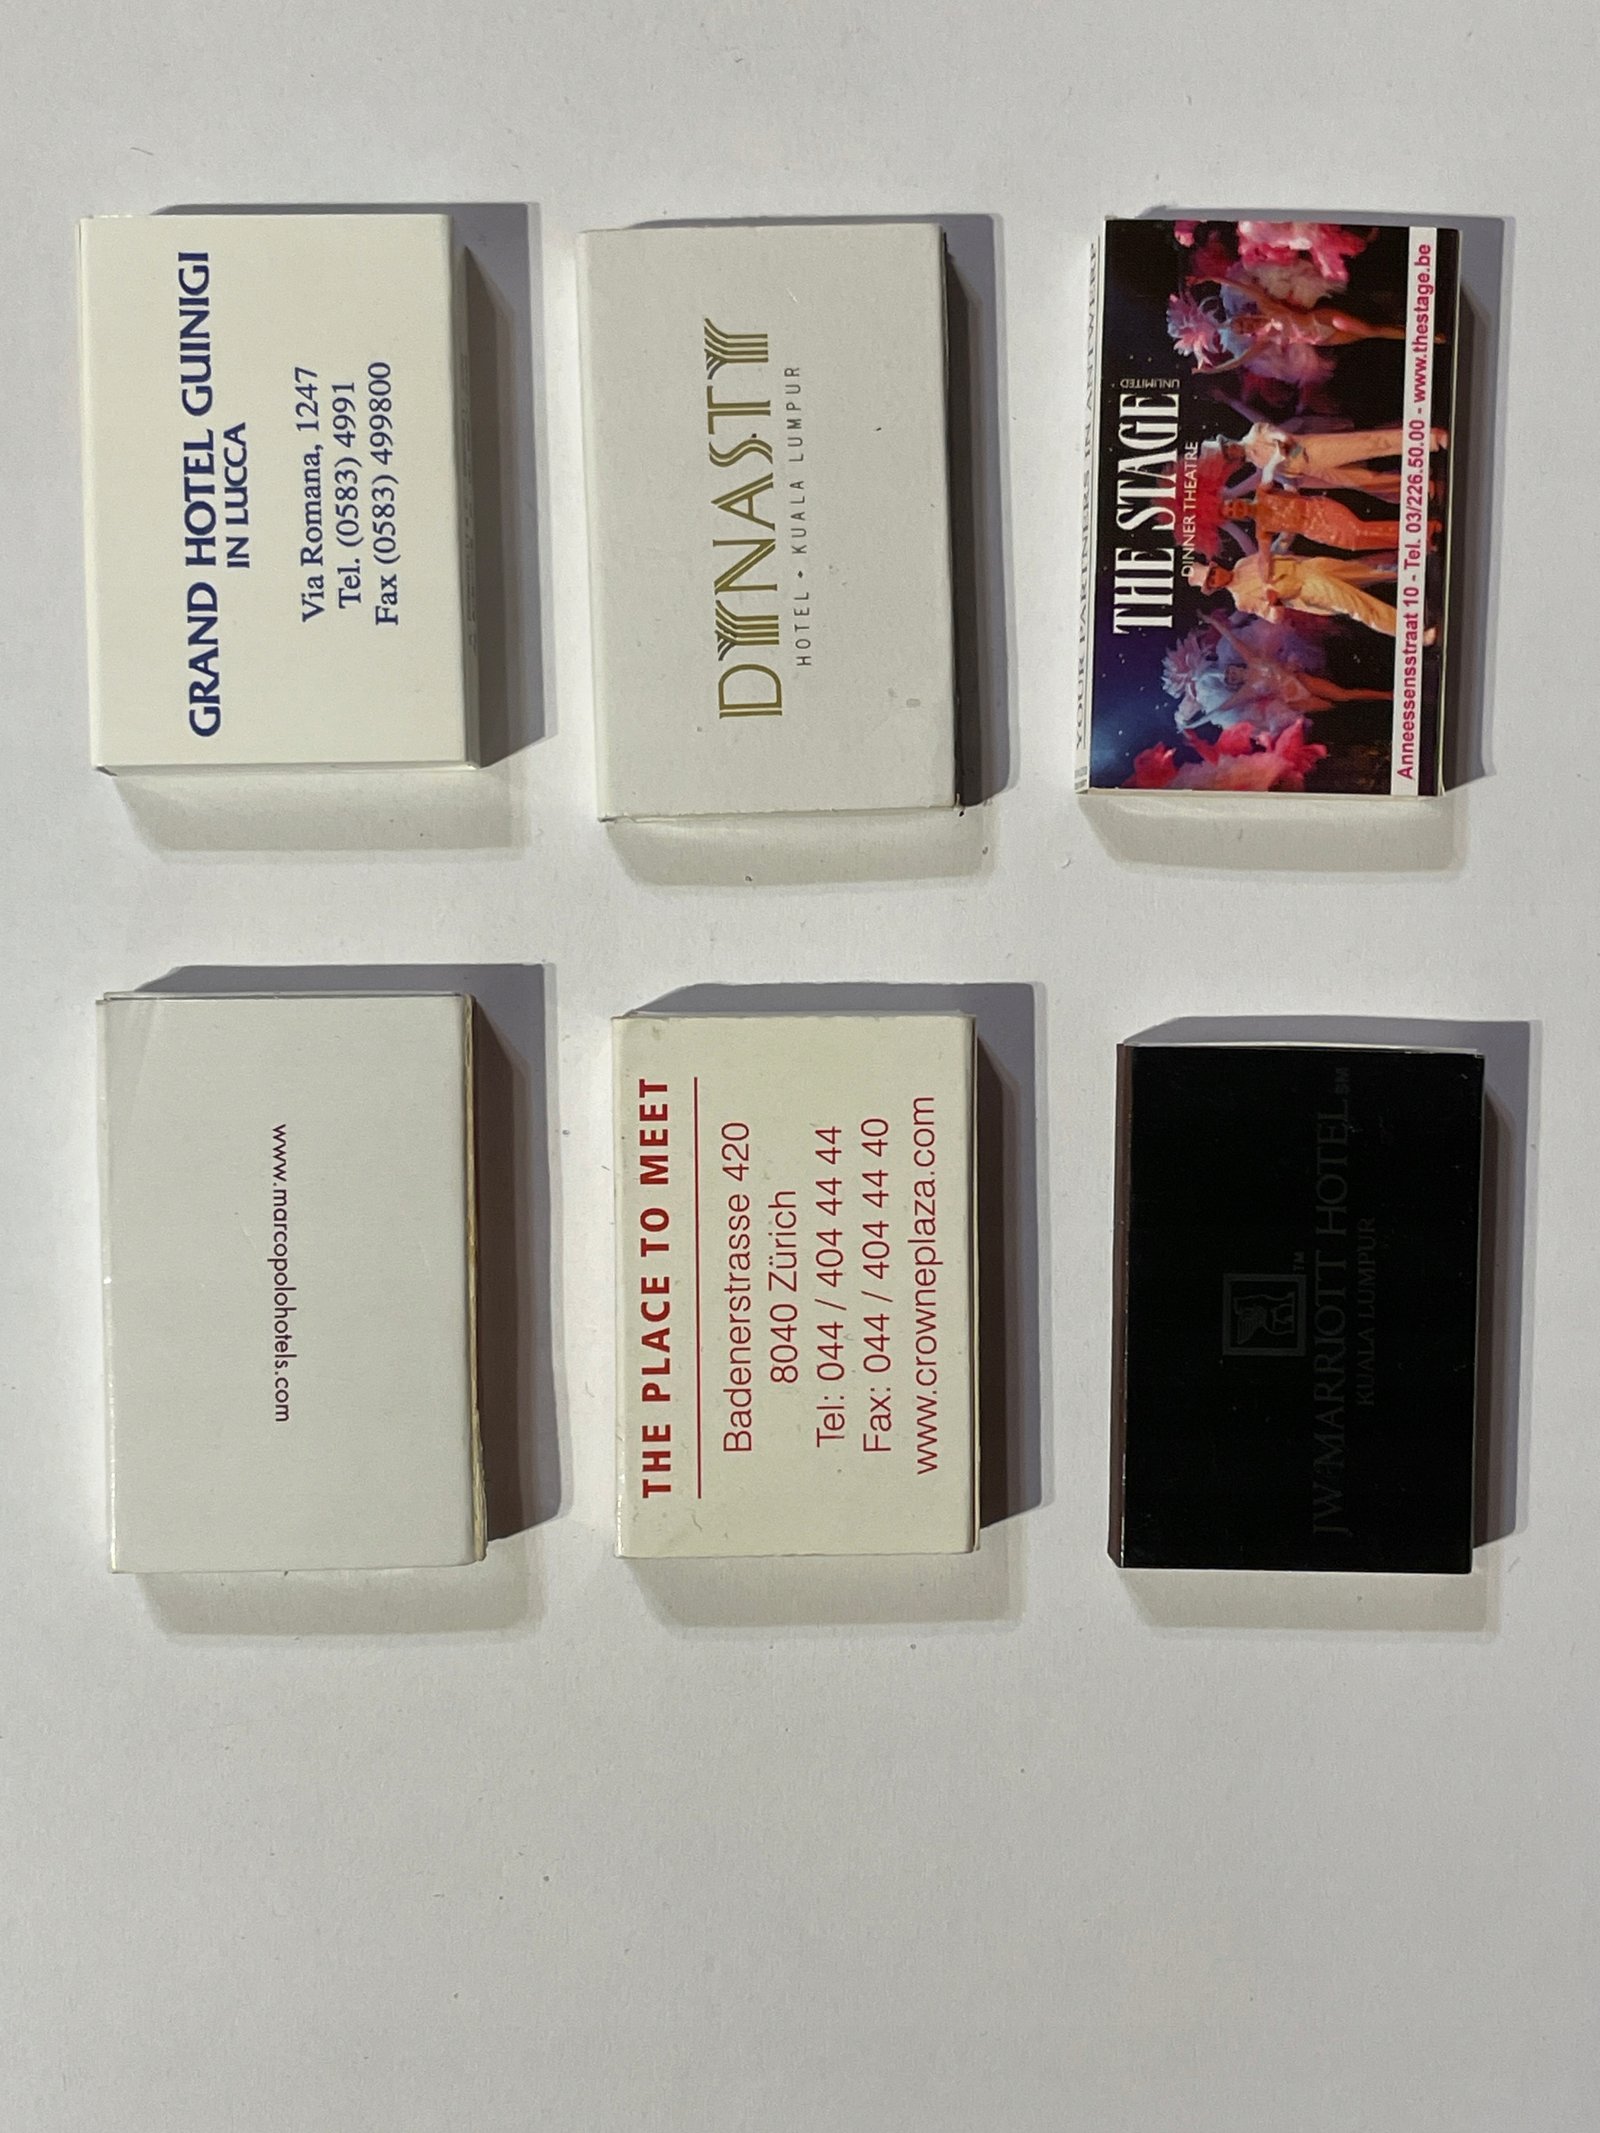 GRAND HOTEL GUINIGI
IN LUCCA
Via Romana, 1247
Tel. (0583) 4991
Fax (0583) 499800
DYNASTY
HOTEL • KUALA LUMPUR
YOUR PARTNERS IN ANTWERP
THE STAGE
UNLIMITED
DINNER THEATRE
Anneessensstraat 10 - Tel. 03/226.50.00 - www.thestage.be
www.marcopolohotels.com
THE PLACE TO MEET
Badenerstrasse 420
8040 Zürich
Tel: 044 / 404 44 44
Fax: 044 / 404 44 40
www.crowneplaza.com
TM
JW MARRIOTT HOTEL SM
KUALA LUMPUR